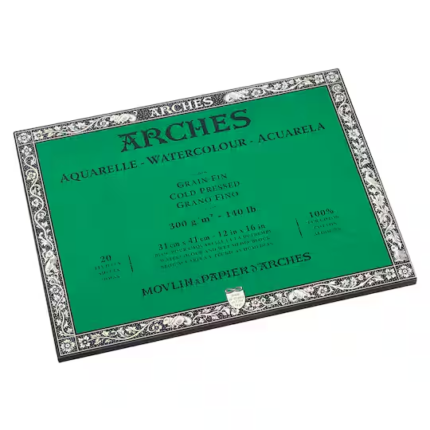 ARCHES
ARCHES
AQUARELLE - WATERCOLOUR - ACUARELA
GRAIN FIN
COLD PRESSED
GRANO FINO
300 g/m² - 140 lb
31 cm x 41 cm - 12 in x 16 in
20
100%
MOVLIN À PAPIER D'ARCHES